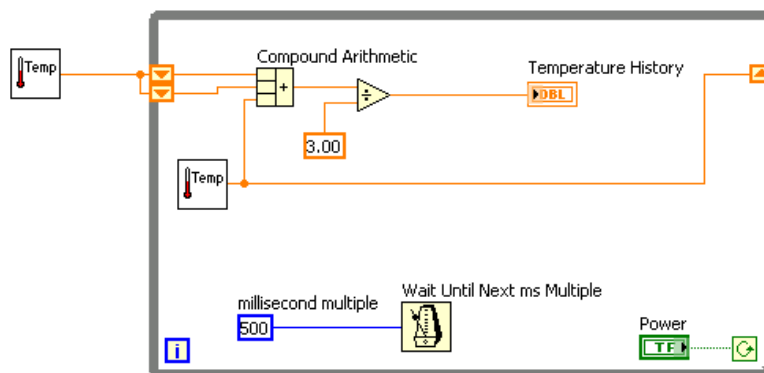 Compound Arithmetic
Temperature History
Temp
+
÷
DBL
3.00
Temp
millisecond multiple
Wait Until Next ms Multiple
500
Power
TF
i